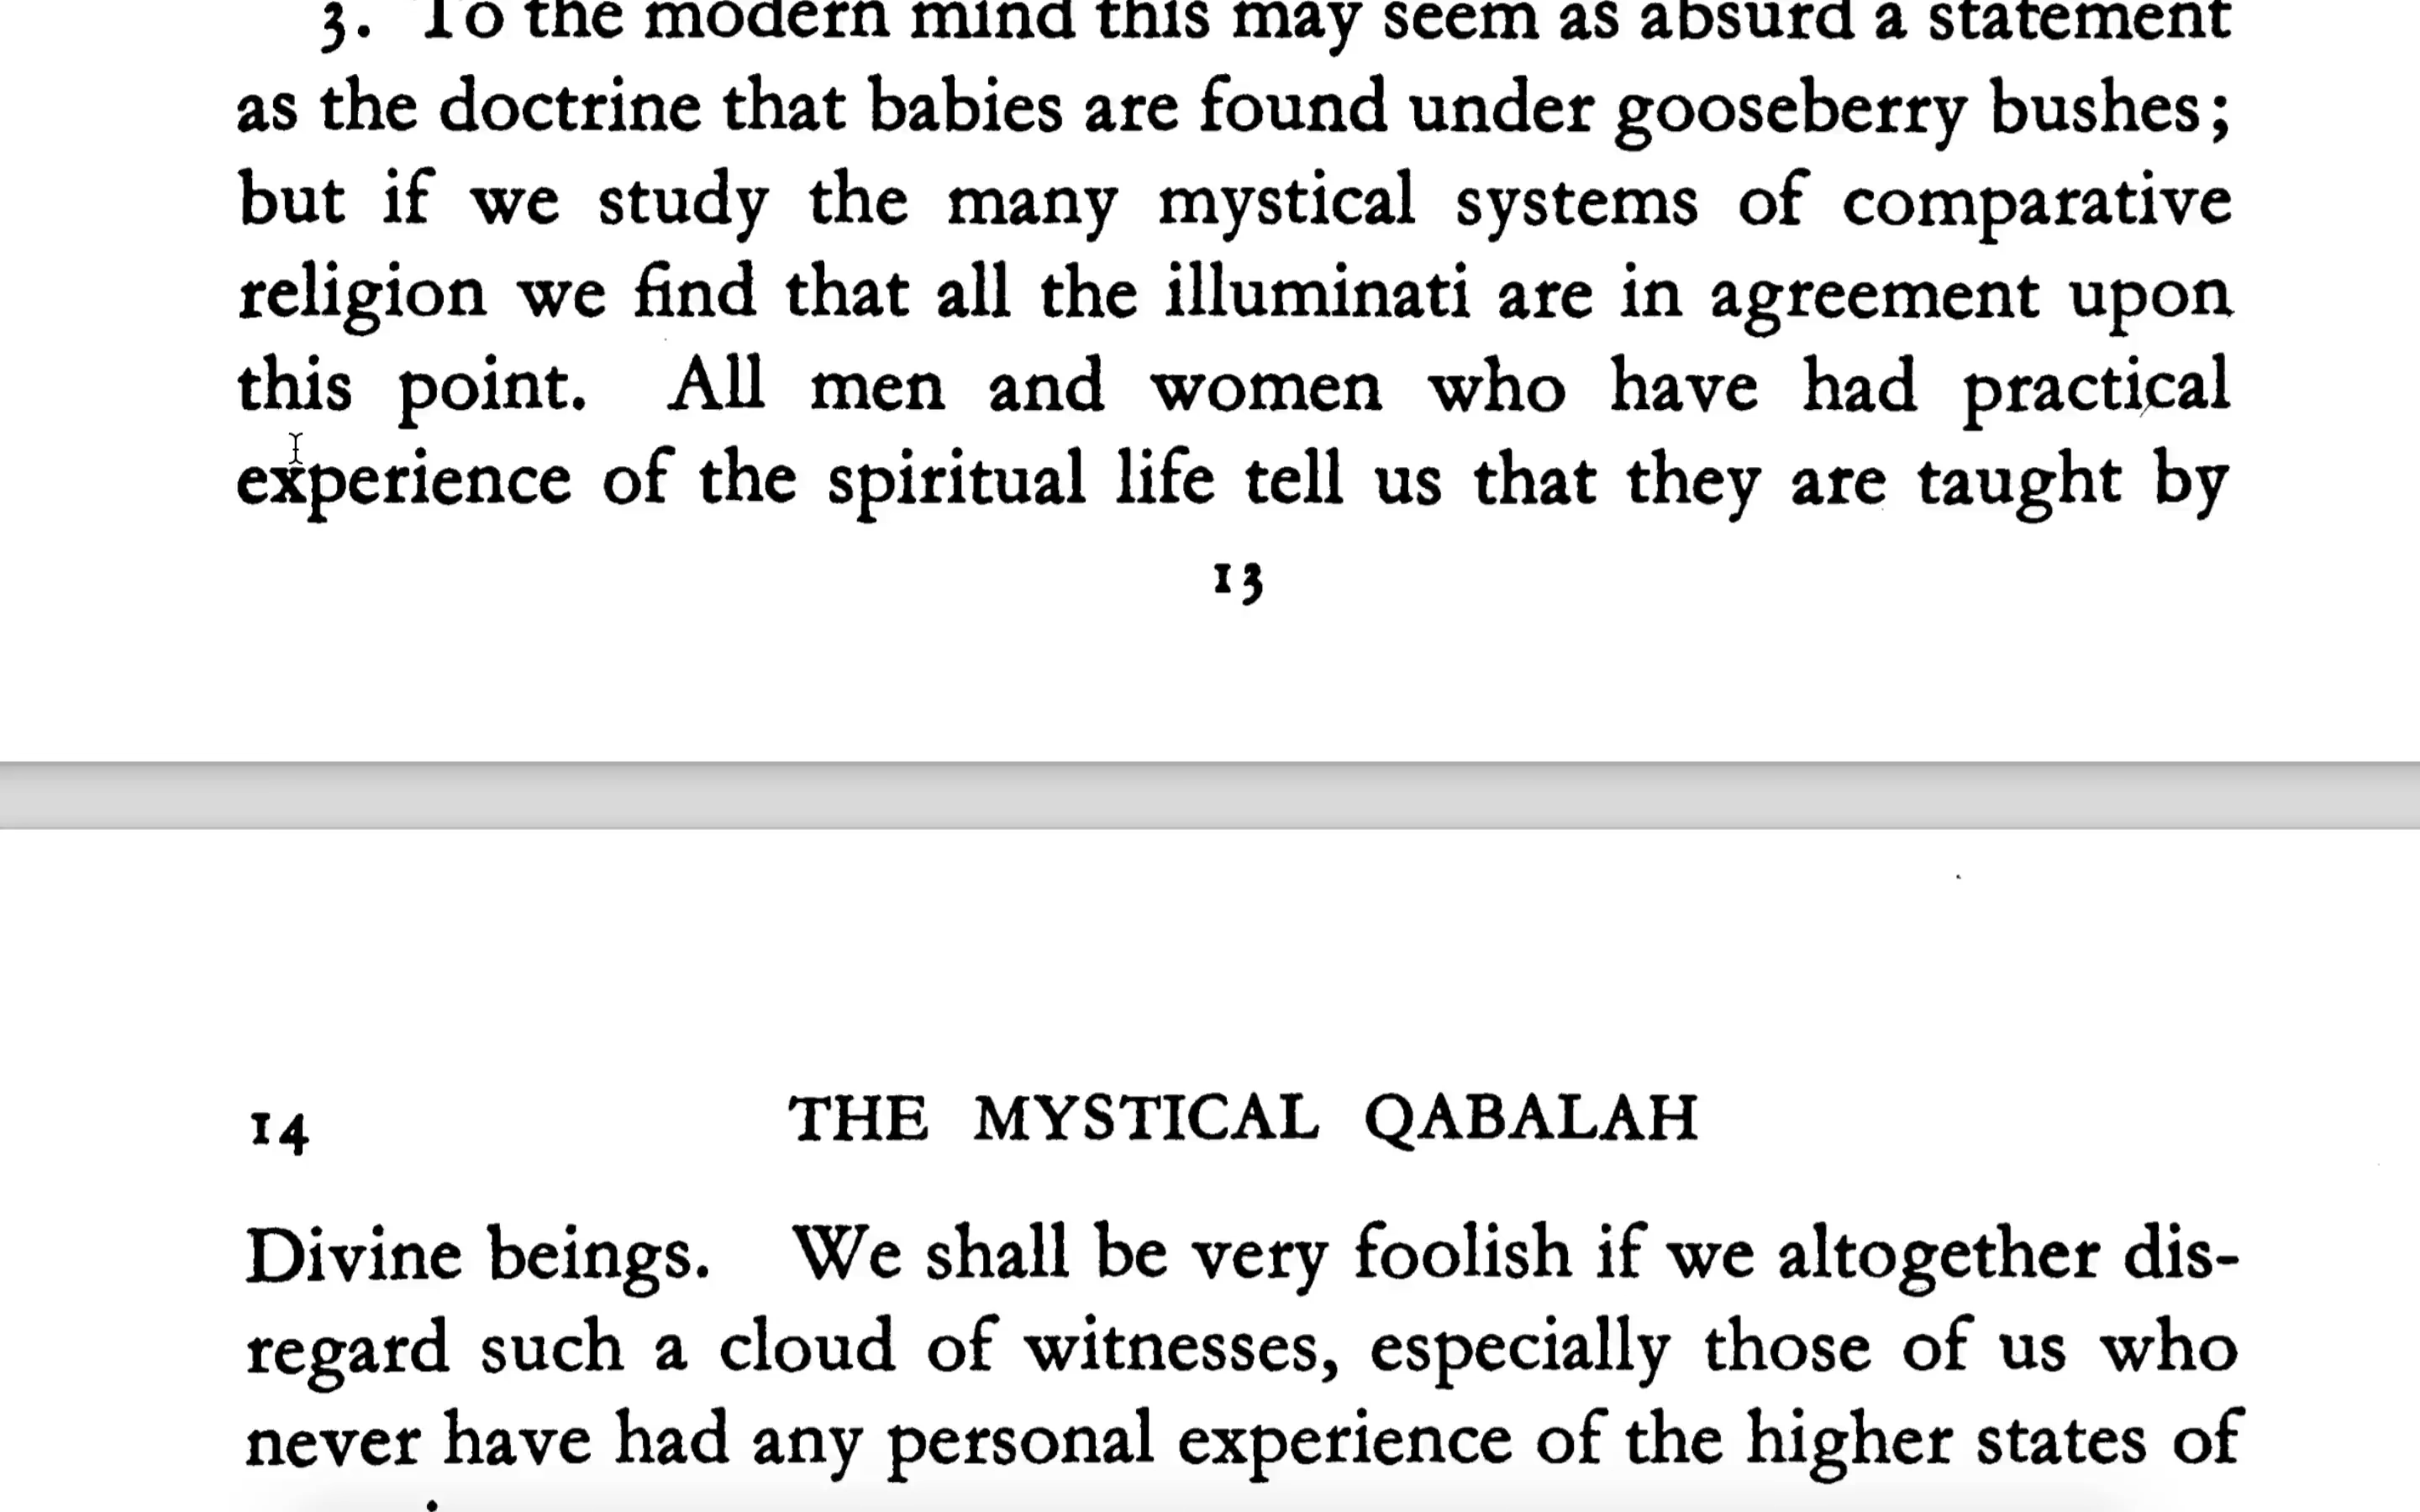 3. To the modern mind this may seem as absurd a statement
as the doctrine that babies are found under gooseberry bushes;
but if we study the many mystical systems of comparative
religion we find that all the illuminati are in agreement upon
this point. All men and women who have had practical
experience of the spiritual life tell us that they are taught by
13
14 THE MYSTICAL QABALAH
Divine beings. We shall be very foolish if we altogether dis-
regard such a cloud of witnesses, especially those of us who
never have had any personal experience of the higher states of